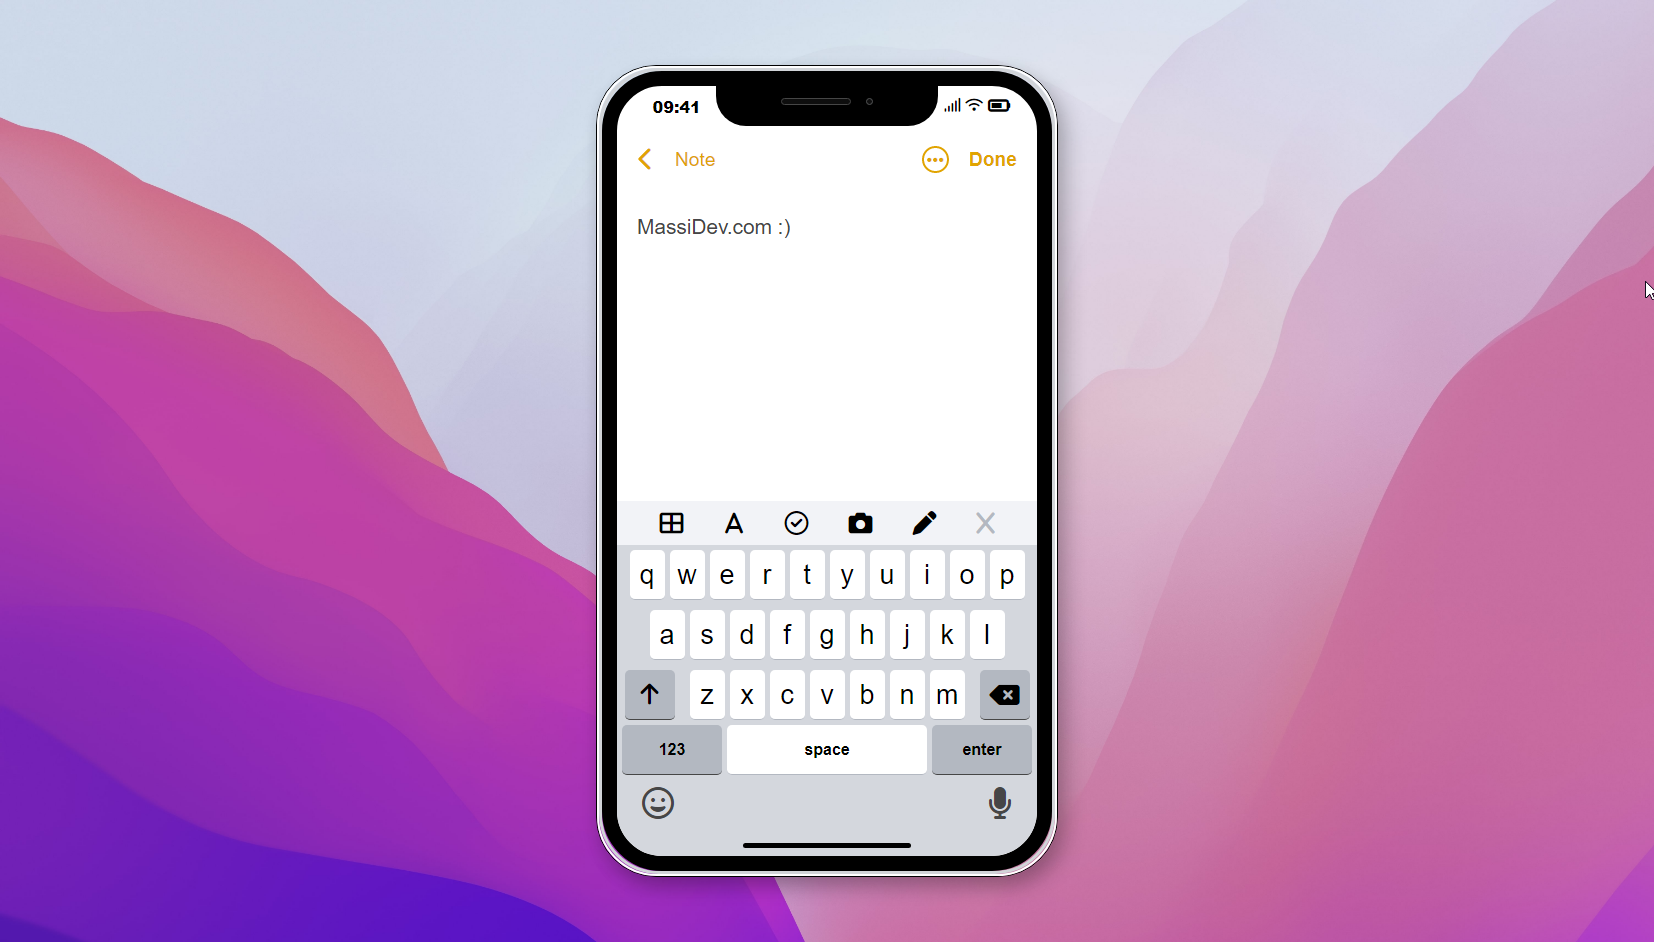 09:41
Note Done
MassiDev.com :)
q w e r t y u i o p
a s d f g h j k l
z x c v b n m
123 space enter